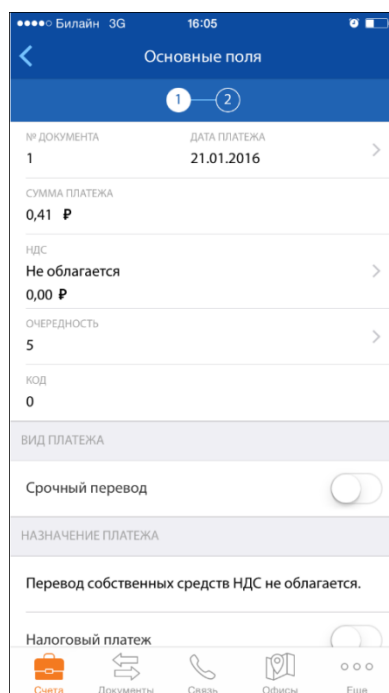 Билайн 3G 16:05
Основные поля
1 2
№ ДОКУМЕНТА ДАТА ПЛАТЕЖА
1 21.01.2016
СУММА ПЛАТЕЖА
0,41 ₽
НДС
Не облагается
0,00 ₽
ОЧЕРЕДНОСТЬ
5
КОД
0
ВИД ПЛАТЕЖА
Срочный перевод
НАЗНАЧЕНИЕ ПЛАТЕЖА
Перевод собственных средств НДС не облагается.
Налоговый платеж
Счета Документы Связь Офисы Еще